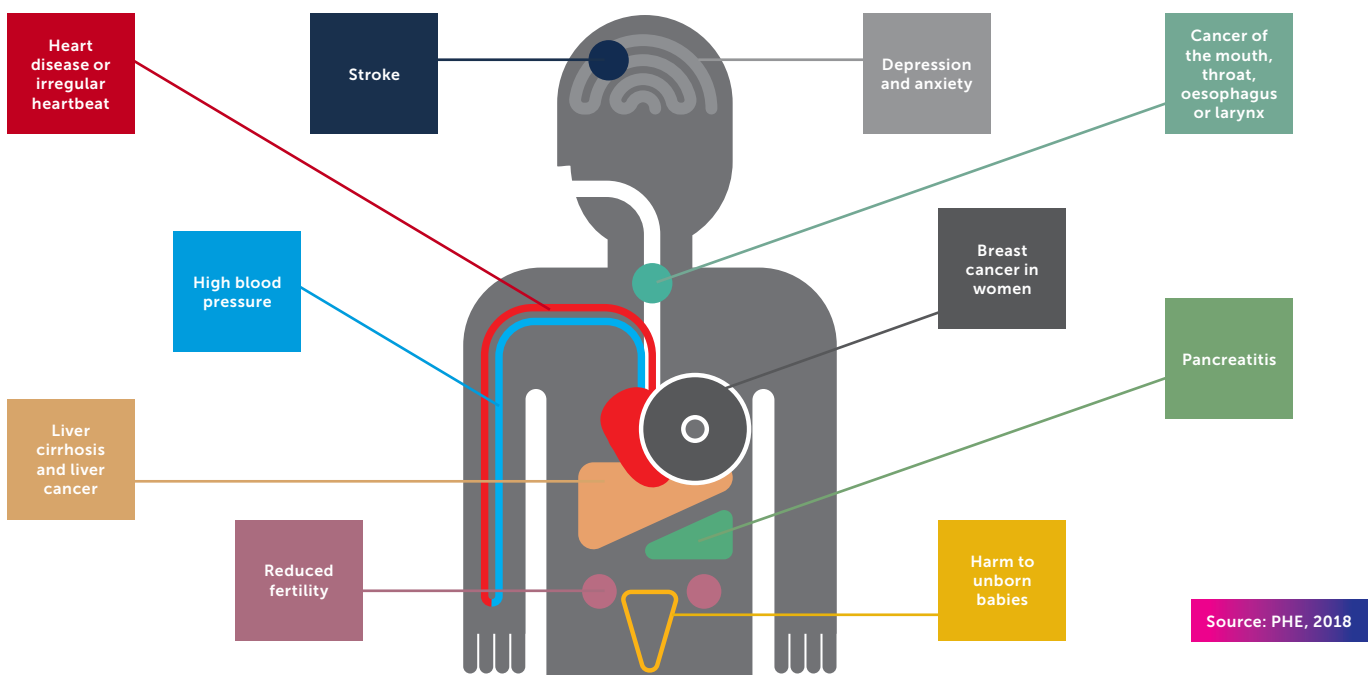 Heart
disease or
irregular
heartbeat
Stroke
Depression
and anxiety
Cancer of
the mouth,
throat,
oesophagus
or larynx
High blood
pressure
Breast
cancer in
women
Pancreatitis
Liver
cirrhosis
and liver
cancer
Reduced
fertility
Harm to
unborn
babies
Source: PHE, 2018